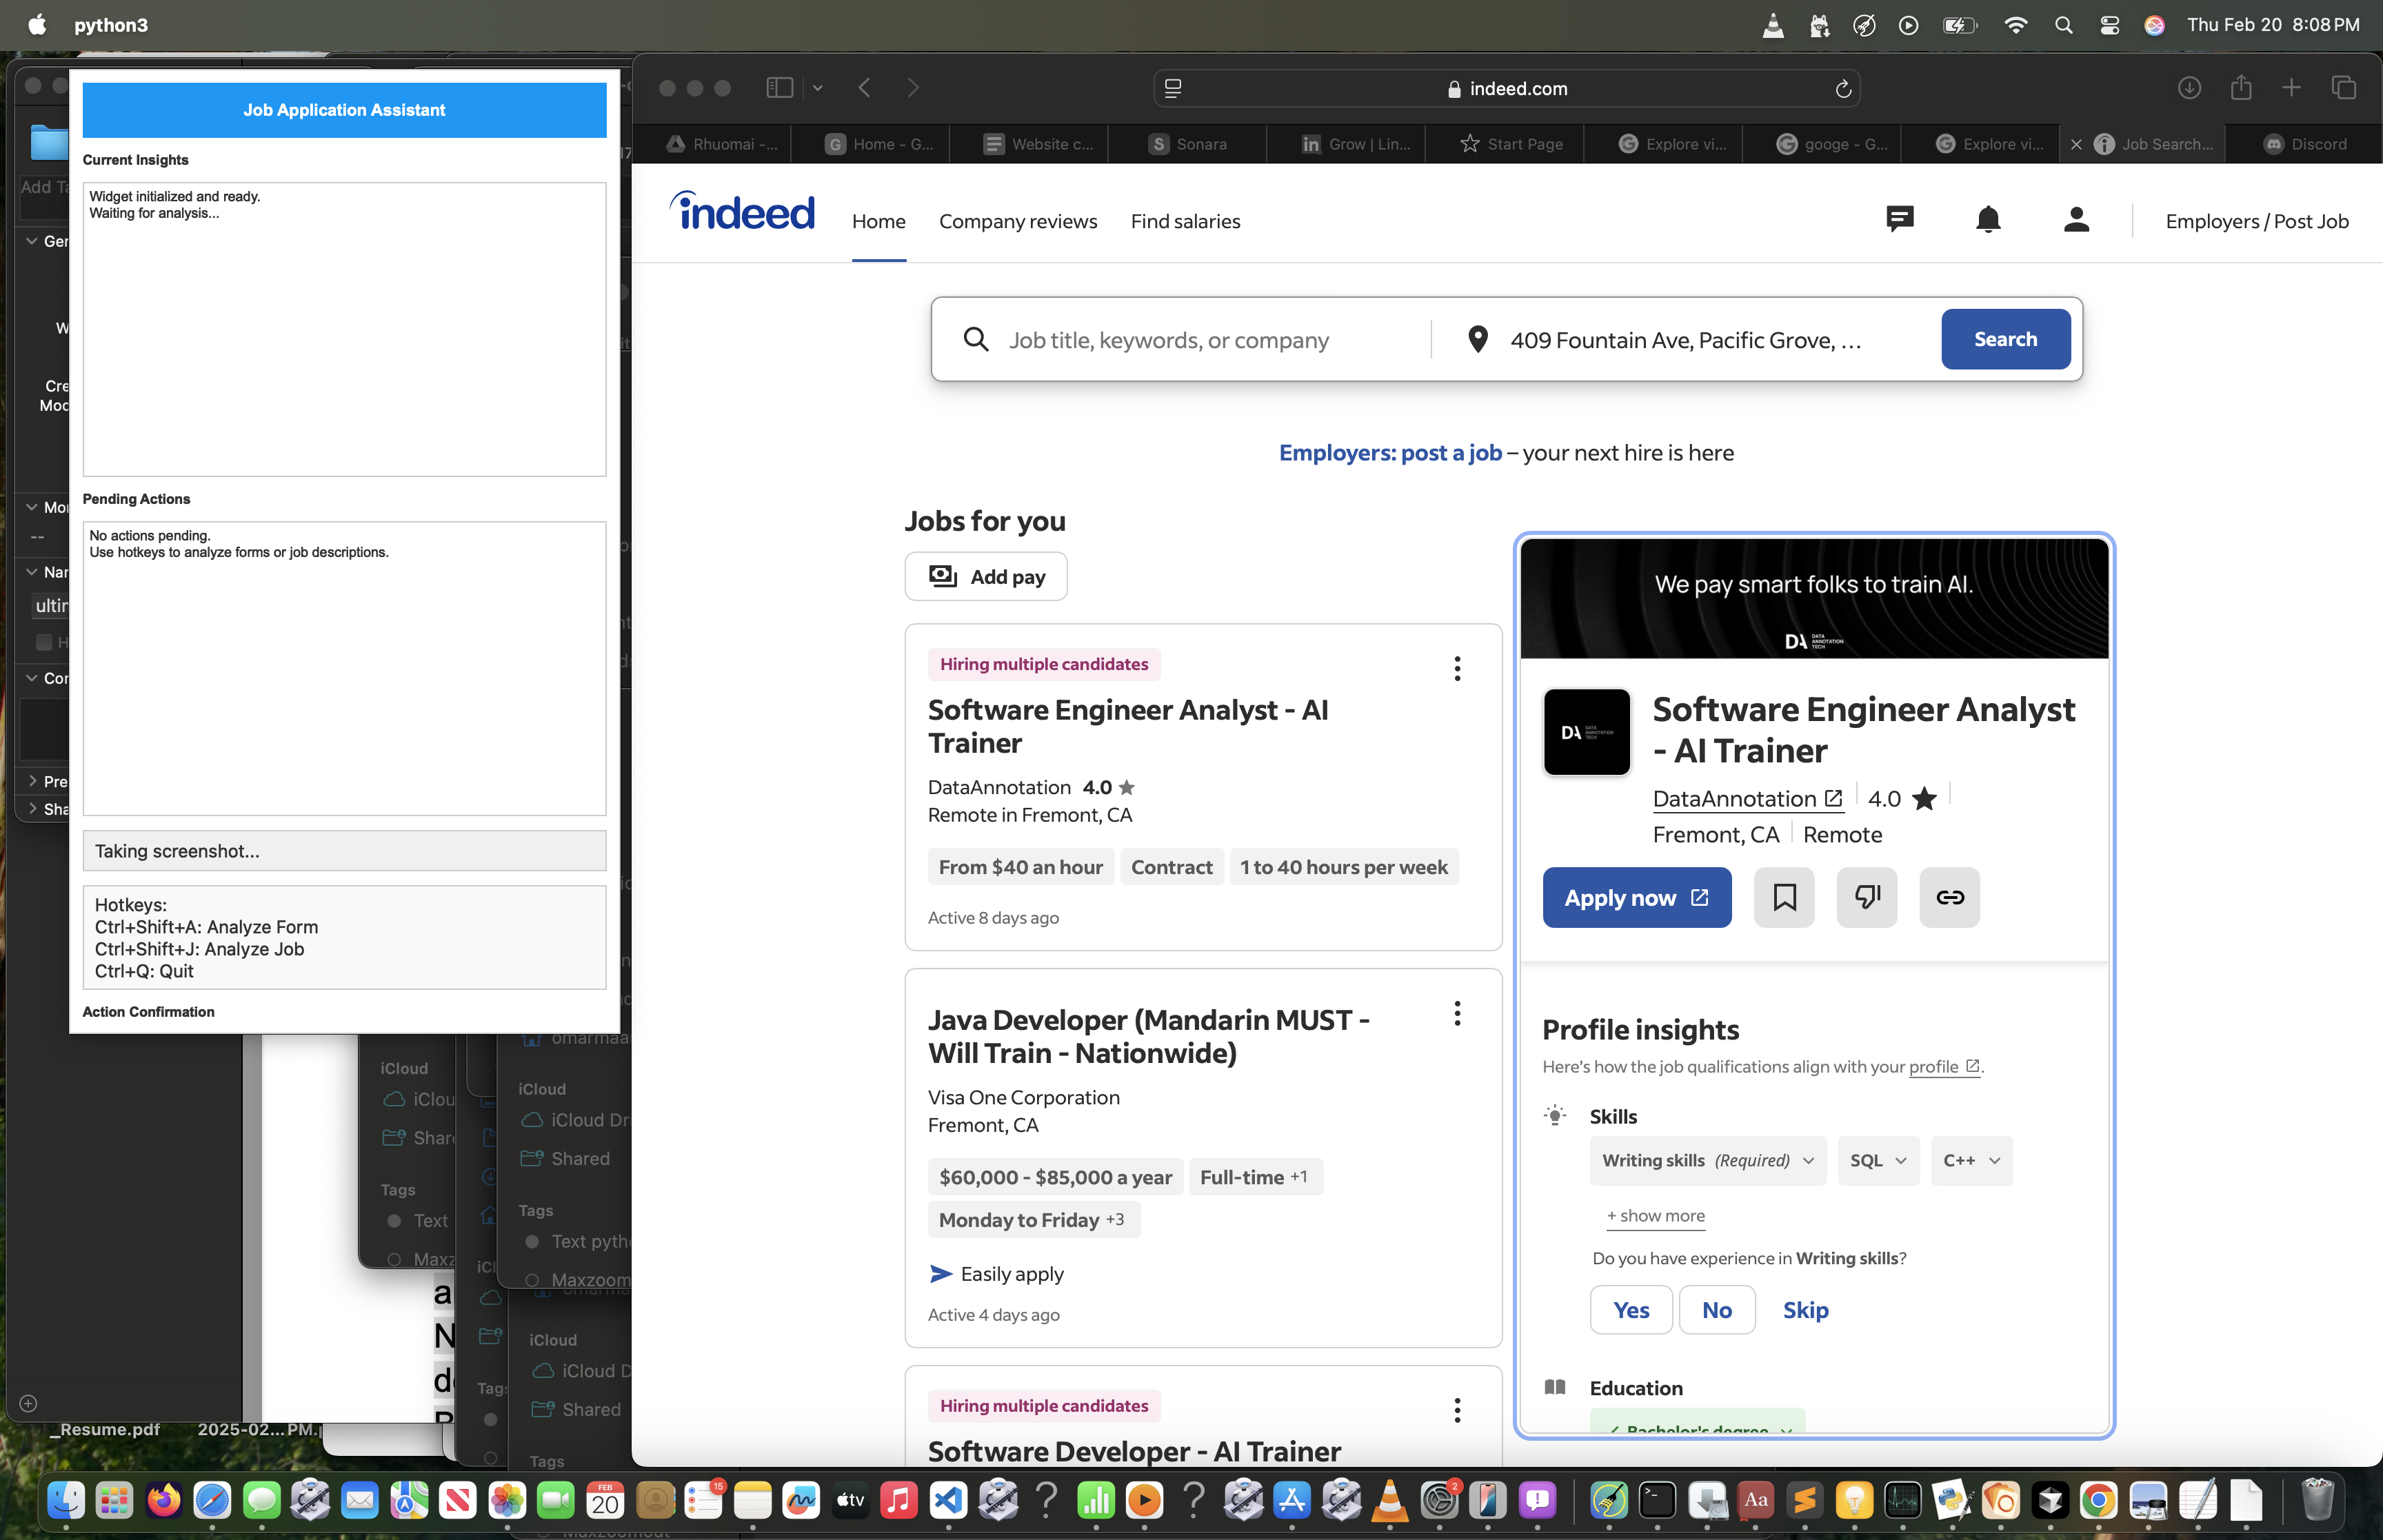 python3
Thu Feb 20 8:08 PM
Job Application Assistant
Current Insights
Widget initialized and ready.
Waiting for analysis...
Pending Actions
No actions pending.
Use hotkeys to analyze forms or job descriptions.
Taking screenshot...
Hotkeys:
Ctrl+Shift+A: Analyze Form
Ctrl+Shift+J: Analyze Job
Ctrl+Q: Quit
Action Confirmation
indeed.com
Rhuomai -...
Home - G...
Website c...
Sonara
Grow | Lin...
Start Page
Explore vi...
googe - G...
Explore vi...
Job Search...
Discord
indeed
Home
Company reviews
Find salaries
Employers / Post Job
Job title, keywords, or company
409 Fountain Ave, Pacific Grove, ...
Search
Employers: post a job – your next hire is here
Jobs for you
Add pay
Hiring multiple candidates
Software Engineer Analyst - AI
Trainer
DataAnnotation 4.0
Remote in Fremont, CA
From $40 an hour
Contract
1 to 40 hours per week
Active 8 days ago
Java Developer (Mandarin MUST -
Will Train - Nationwide)
Visa One Corporation
Fremont, CA
$60,000 - $85,000 a year
Full-time +1
Monday to Friday +3
Easily apply
Active 4 days ago
Hiring multiple candidates
Software Developer - AI Trainer
We pay smart folks to train AI.
DATA
ANNOTATION
TECH
Software Engineer Analyst
- AI Trainer
DataAnnotation
4.0
Fremont, CA
Remote
Apply now
Profile insights
Here's how the job qualifications align with your profile.
Skills
Writing skills (Required)
SQL
C++
+ show more
Do you have experience in Writing skills?
Yes
No
Skip
Education
Bachelor's degree
iCloud
Tags
Text
iCloud
Shared
Tags
iCloud
Shared
Tags
_Resume.pdf
2025-02...PM.
FEB
20
15
tv
2
Aa